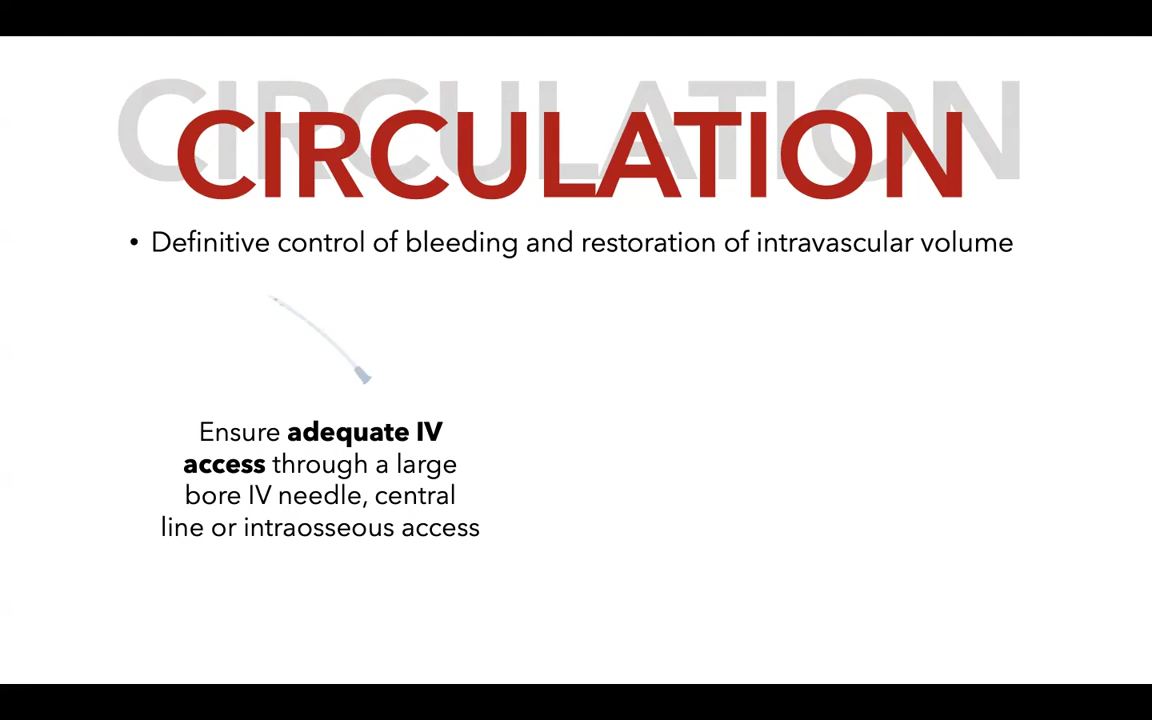 CIRCULATION
CIRCULATION
• Definitive control of bleeding and restoration of intravascular volume
Ensure adequate IV
access through a large
bore IV needle, central
line or intraosseous access